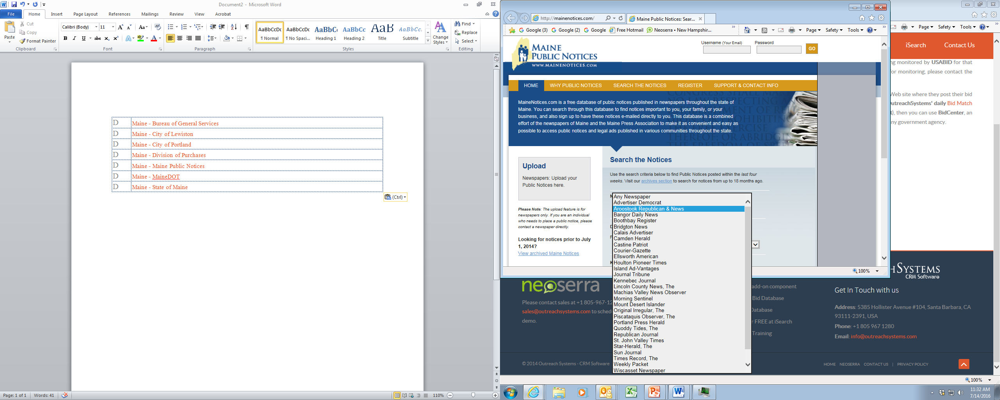 Document2 - Microsoft Word
File Home Insert Page Layout References Mailings Review View Acrobat
Paste
Cut
Copy
Format Painter
Clipboard
Calibri (Body) 11
Font
Paragraph
AaBbCcDc AaBbCcDc AaBbCc AaBbCc AaB AaBbCc.
¶ Normal ¶ No Spaci... Heading 1 Heading 2 Title Subtitle
Styles
Change Styles
Find
Replace
Select
Editing
D Maine - Bureau of General Services
D Maine - City of Lewiston
D Maine - City of Portland
D Maine - Division of Purchases
D Maine - Maine Public Notices
D Maine - MaineDOT
D Maine - State of Maine
(Ctrl)
Page: 1 of 1 Words: 41 110%
http://mainenotices.com/
Maine Public Notices: Sear...
Google (3) Google (2) Google Free Hotmail Neoserra • New Hampshir...
Page Safety Tools
MAINE
PUBLIC NOTICES
WWW.MAINENOTICES.COM
Username (Your Email) Password
GO
HOME WHY PUBLIC NOTICES SEARCH THE NOTICES REGISTER SUPPORT & CONTACT INFO
MaineNotices.com is a free database of public notices published in newspapers throughout the state of
Maine. You can search through this database to find notices important to you, your family, or your
business, and also sign up to have these notices e-mailed directly to you. This database is a combined
effort of the newspapers of Maine and the Maine Press Association to make it as convenient and easy as
possible to access public notices and legal ads published in various communities throughout the state.
Upload
Newspapers: Upload your
Public Notices here.
Please Note: The upload feature is for
newspapers only. If you are an individual
who needs to place a public notice, please
contact a newspaper directly.
Looking for notices prior to July
1, 2014?
View archived Maine Notices
Search the Notices
Use the search criteria below to find Public Notices posted within the last four
weeks. Visit our archives section to search for notices from up to 18 months ago.
Any Newspaper
Advertiser Democrat
Aroostook Republican & News
Bangor Daily News
Boothbay Register
Bridgton News
Calais Advertiser
Camden Herald
Castine Patriot
Courier-Gazette
Ellsworth American
Houlton Pioneer Times
Island Ad-Vantages
Journal Tribune
Kennebec Journal
Lincoln County News, The
Machias Valley News Observer
Morning Sentinel
Mount Desert Islander
Original Irregular, The
Piscataquis Observer, The
Portland Press Herald
Quoddy Tides, The
Republican Journal
St. John Valley Times
Star-Herald, The
Sun Journal
Times Record, The
Weekly Packet
Wiscasset Newspaper
100%
Page Safety Tools
iSearch Contact Us
ng monitored by USABID for that
for monitoring, please contact the
Web site where they post their bid
utreachSystems' daily Bid Match
t), then you can use BidCenter, an
ny government agency.
neoserra
Please contact sales at +1 805-967-12
sales@outreachsystems.com to sched
demo.
add-on component
Bid Database
Database
r FREE at iSearch
Training
HSYSTEMS
CRM Software
Get In Touch with us
Address: 5385 Hollister Avenue #104, Santa Barbara, CA
93111-2391, USA
Phone: +1 805 967 1280
Email: info@outreachsystems.com
© 2014 Outreach Systems - CRM Software
HOME NEOSERRA CONTACT US | PRIVACY POLICY
100%
11:32 AM
7/14/2016